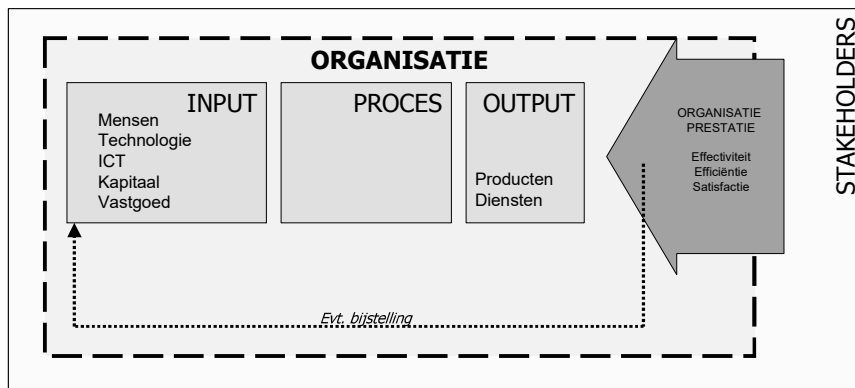 ORGANISATIE
INPUT
Mensen
Technologie
ICT
Kapitaal
Vastgoed
PROCES
OUTPUT
Producten
Diensten
ORGANISATIE
PRESTATIE
Effectiviteit
Efficiëntie
Satisfactie
STAKEHOLDERS
Evt. bijstelling